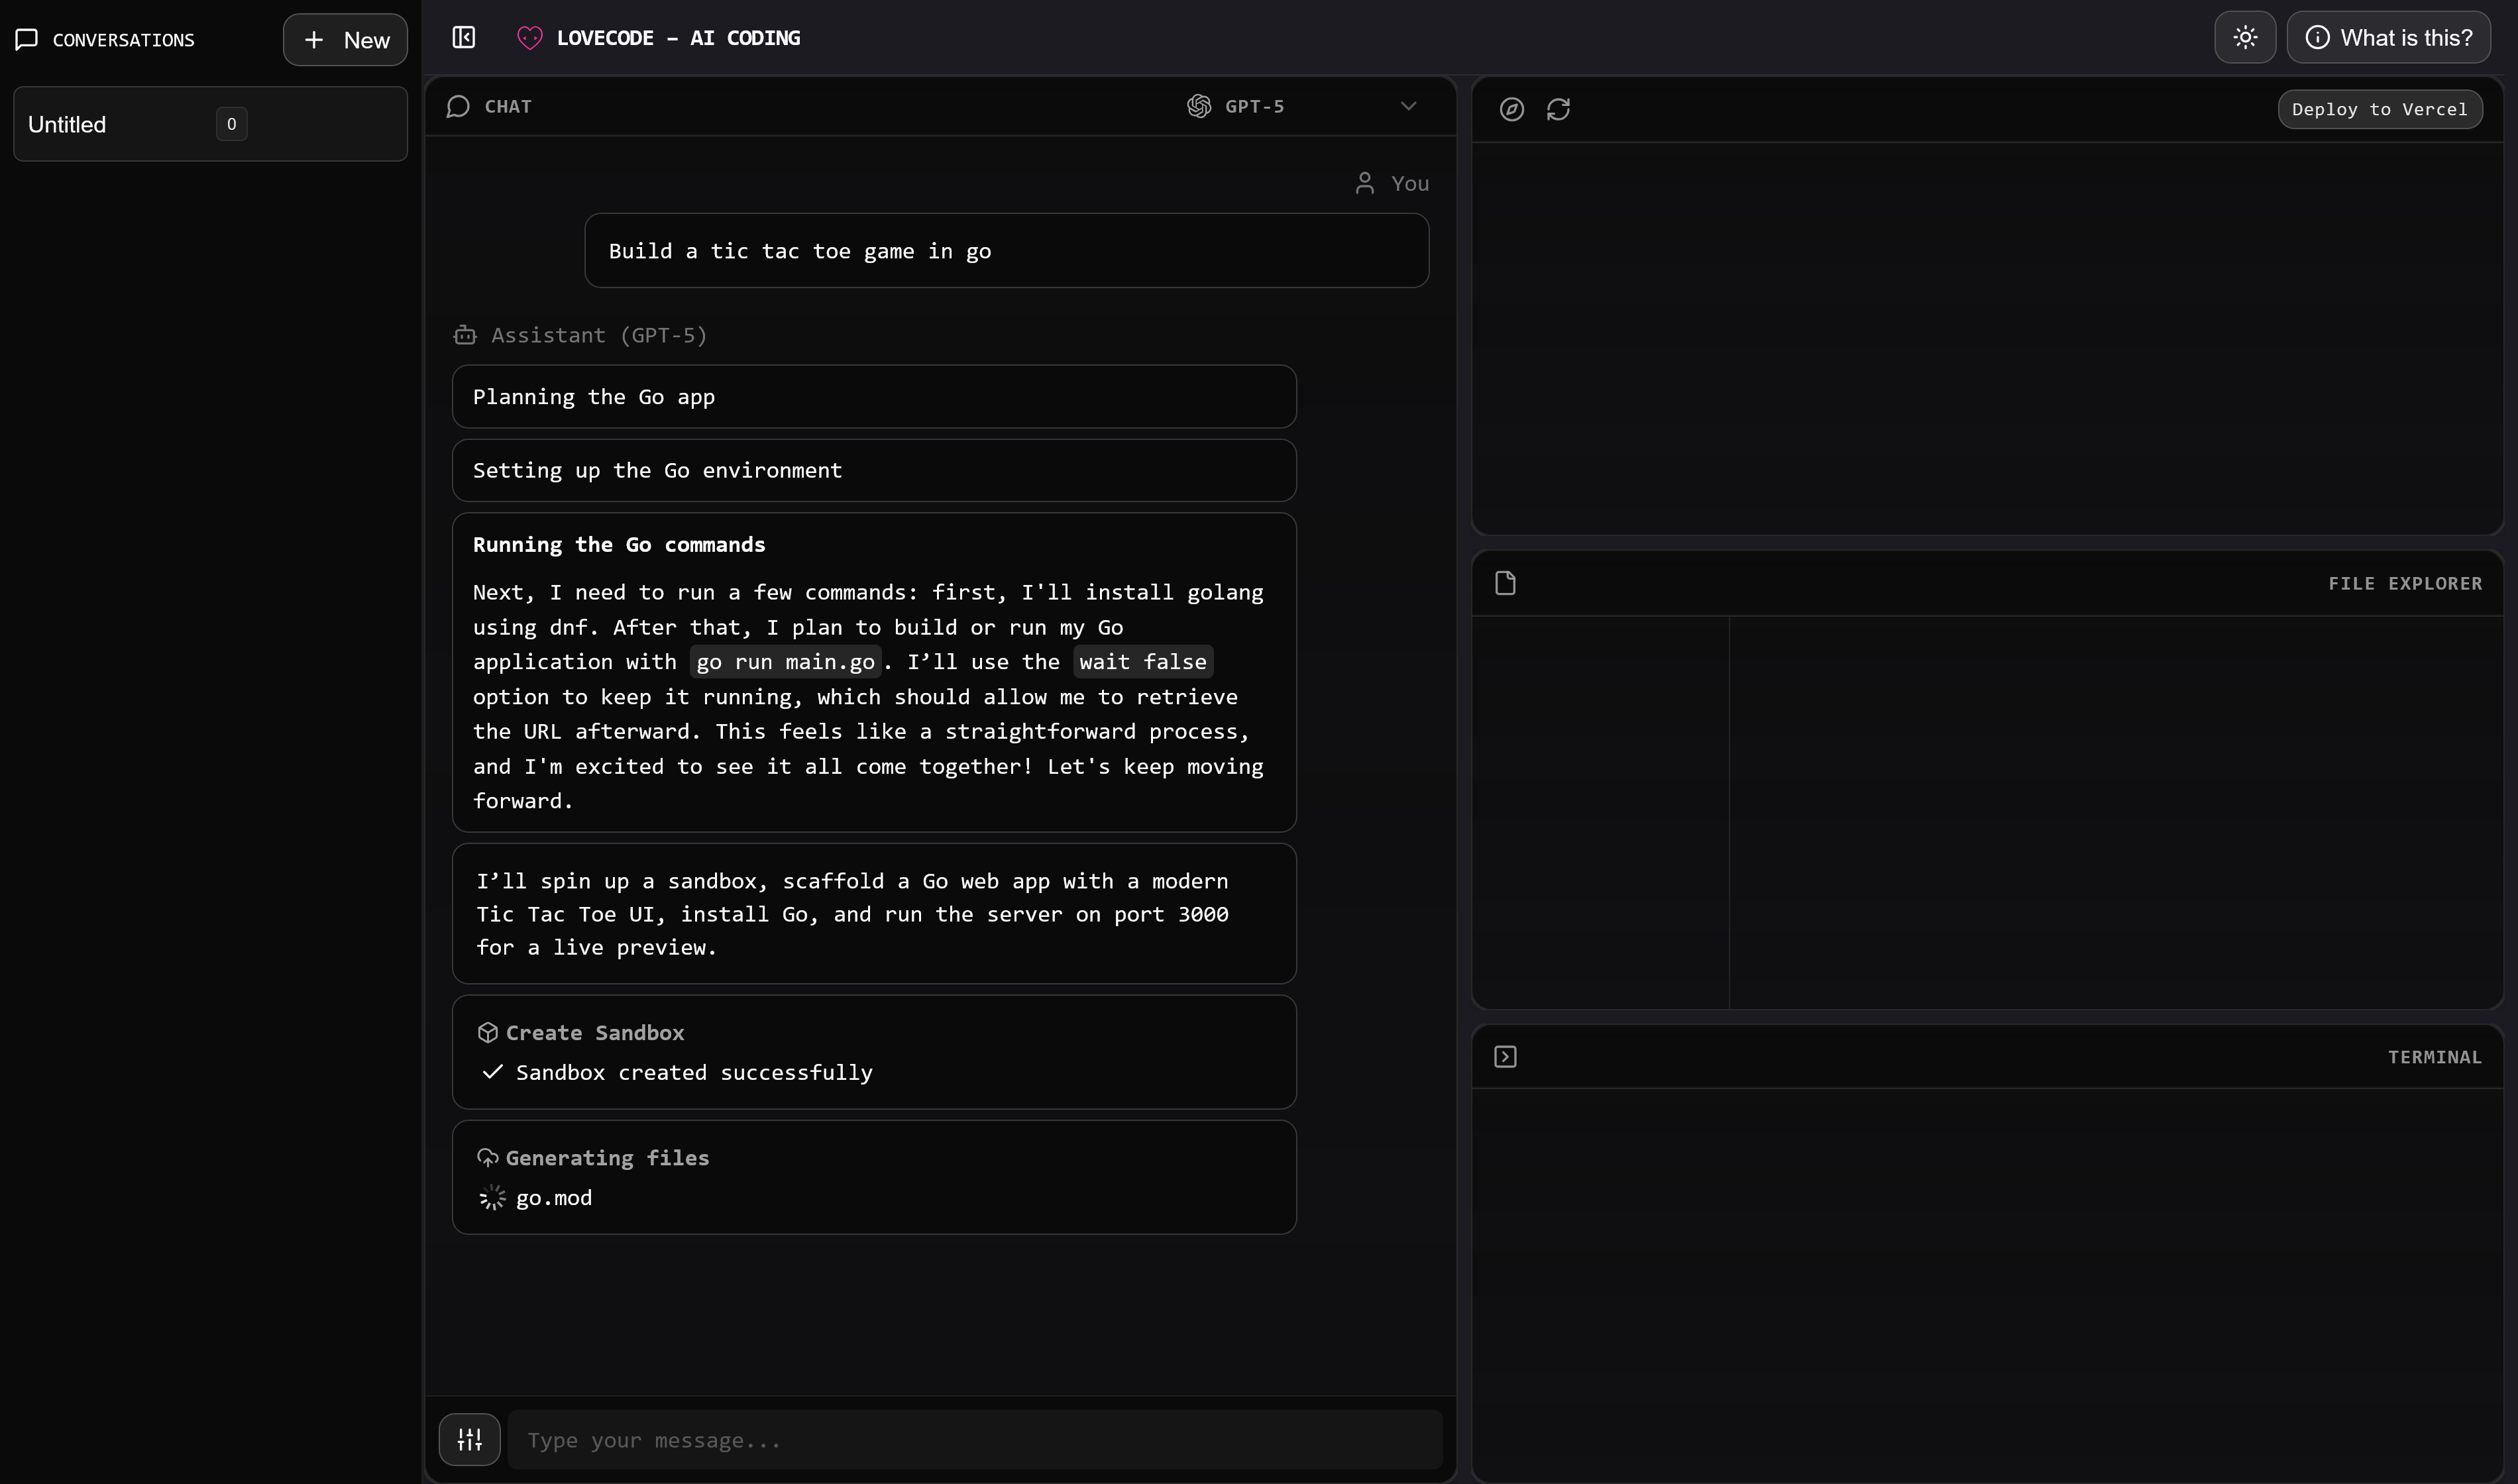 CONVERSATIONS
New
Untitled
0
LOVECODE – AI CODING
What is this?
CHAT
GPT-5
You
Build a tic tac toe game in go
Assistant (GPT-5)
Planning the Go app
Setting up the Go environment
Running the Go commands
Next, I need to run a few commands: first, I'll install golang
using dnf. After that, I plan to build or run my Go
application with go run main.go. I’ll use the wait false
option to keep it running, which should allow me to retrieve
the URL afterward. This feels like a straightforward process,
and I'm excited to see it all come together! Let's keep moving
forward.
I’ll spin up a sandbox, scaffold a Go web app with a modern
Tic Tac Toe UI, install Go, and run the server on port 3000
for a live preview.
Create Sandbox
Sandbox created successfully
Generating files
go.mod
Type your message...
Deploy to Vercel
FILE EXPLORER
TERMINAL